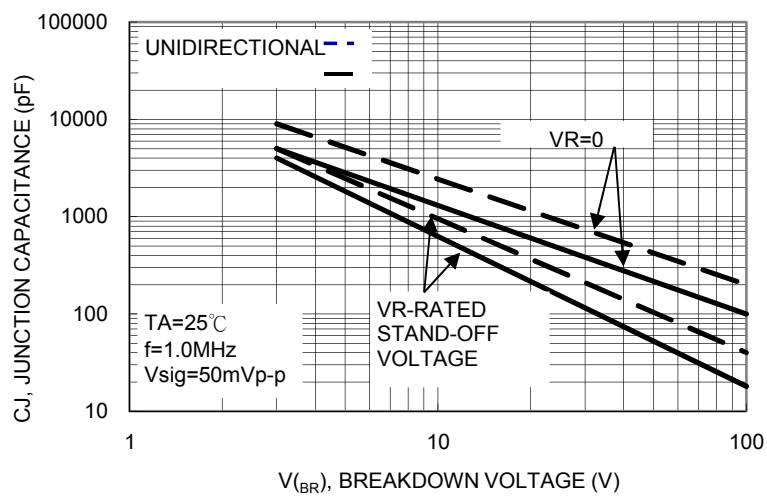 100000
10000
1000
100
10
CJ, JUNCTION CAPACITANCE (pF)
UNIDIRECTIONAL
VR=0
VR-RATED
STAND-OFF
VOLTAGE
TA=25℃
f=1.0MHz
Vsig=50mVp-p
1
10
100
V(BR), BREAKDOWN VOLTAGE (V)